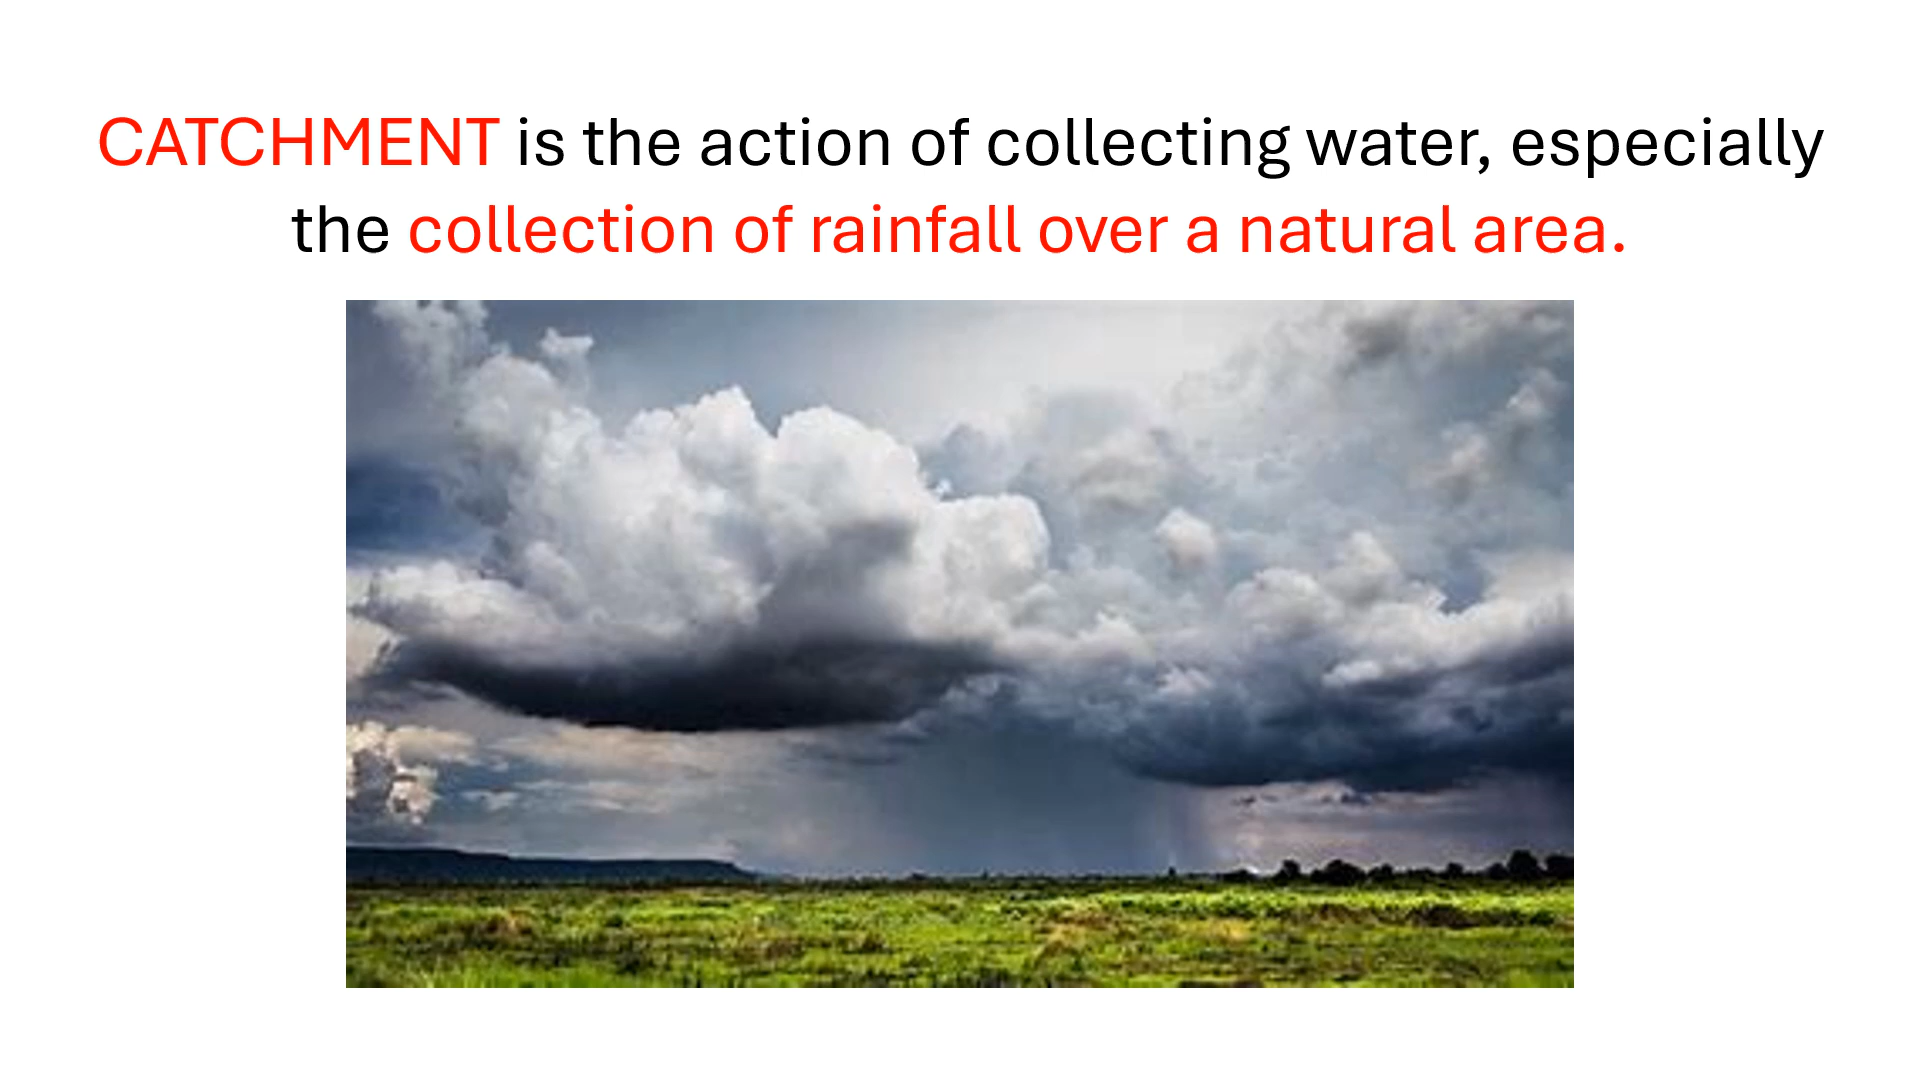 CATCHMENT is the action of collecting water, especially
the collection of rainfall over a natural area.